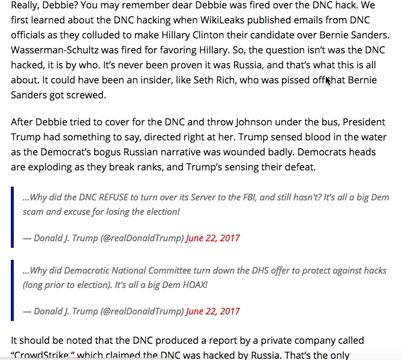 Really, Debbie? You may remember dear Debbie was fired over the DNC hack. We
first learned about the DNC hacking when WikiLeaks published emails from DNC
officials as they colluded to make Hillary Clinton their candidate over Bernie Sanders.
Wasserman-Schultz was fired for favoring Hillary. So, the question isn't was the DNC
hacked, it is by who. It's never been proven it was Russia, and that's what this is all
about. It could have been an insider, like Seth Rich, who was pissed off that Bernie
Sanders got screwed.
After Debbie tried to cover for the DNC and throw Johnson under the bus, President
Trump had something to say, directed right at her. Trump sensed blood in the water
as the Democrat's bogus Russian narrative was wounded badly. Democrats heads
are exploding as they break ranks, and Trump's sensing their defeat.
...Why did the DNC REFUSE to turn over its Server to the FBI, and still hasn't? It's all a big Dem
scam and excuse for losing the election!
— Donald J. Trump (@realDonaldTrump) June 22, 2017
...Why did Democratic National Committee turn down the DHS offer to protect against hacks
(long prior to election). It's all a big Dem HOAX!
— Donald J. Trump (@realDonaldTrump) June 22, 2017
It should be noted that the DNC produced a report by a private company called
"CrowdStrike," which claimed the DNC was hacked by Russia. That's the only